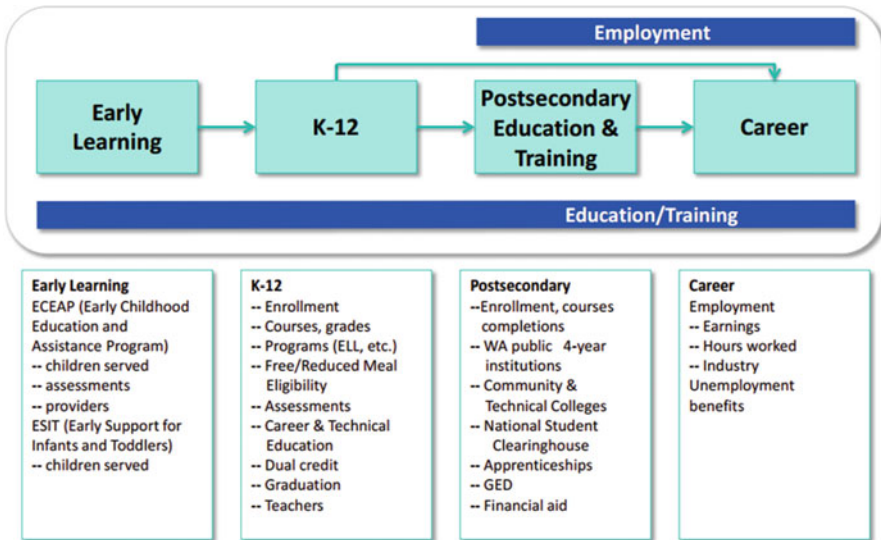 Employment
Early
Learning
K-12
Postsecondary
Education &
Training
Career
Education/Training
Early Learning
ECEAP (Early Childhood
Education and
Assistance Program)
-- children served
-- assessments
-- providers
ESIT (Early Support for
Infants and Toddlers)
-- children served
K-12
-- Enrollment
-- Courses, grades
-- Programs (ELL, etc.)
-- Free/Reduced Meal
Eligibility
-- Assessments
-- Career & Technical
Education
-- Dual credit
-- Graduation
-- Teachers
Postsecondary
--Enrollment, courses
completions
-- WA public 4-year
institutions
-- Community &
Technical Colleges
-- National Student
Clearinghouse
-- Apprenticeships
-- GED
-- Financial aid
Career
Employment
-- Earnings
-- Hours worked
-- Industry
Unemployment
benefits